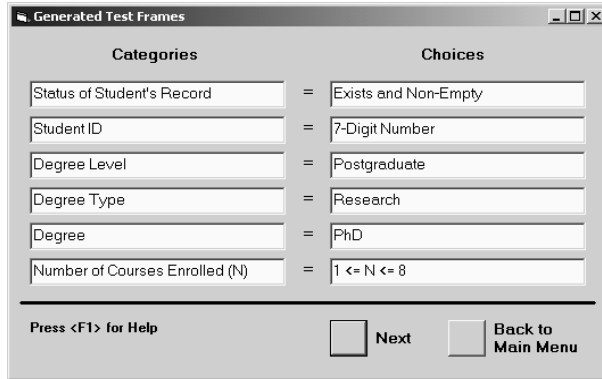 Generated Test Frames
Categories Choices
Status of Student's Record = Exists and Non-Empty
Student ID = 7-Digit Number
Degree Level = Postgraduate
Degree Type = Research
Degree = PhD
Number of Courses Enrolled (N) = 1 <= N <= 8
Press <F1> for Help
Next
Back to
Main Menu